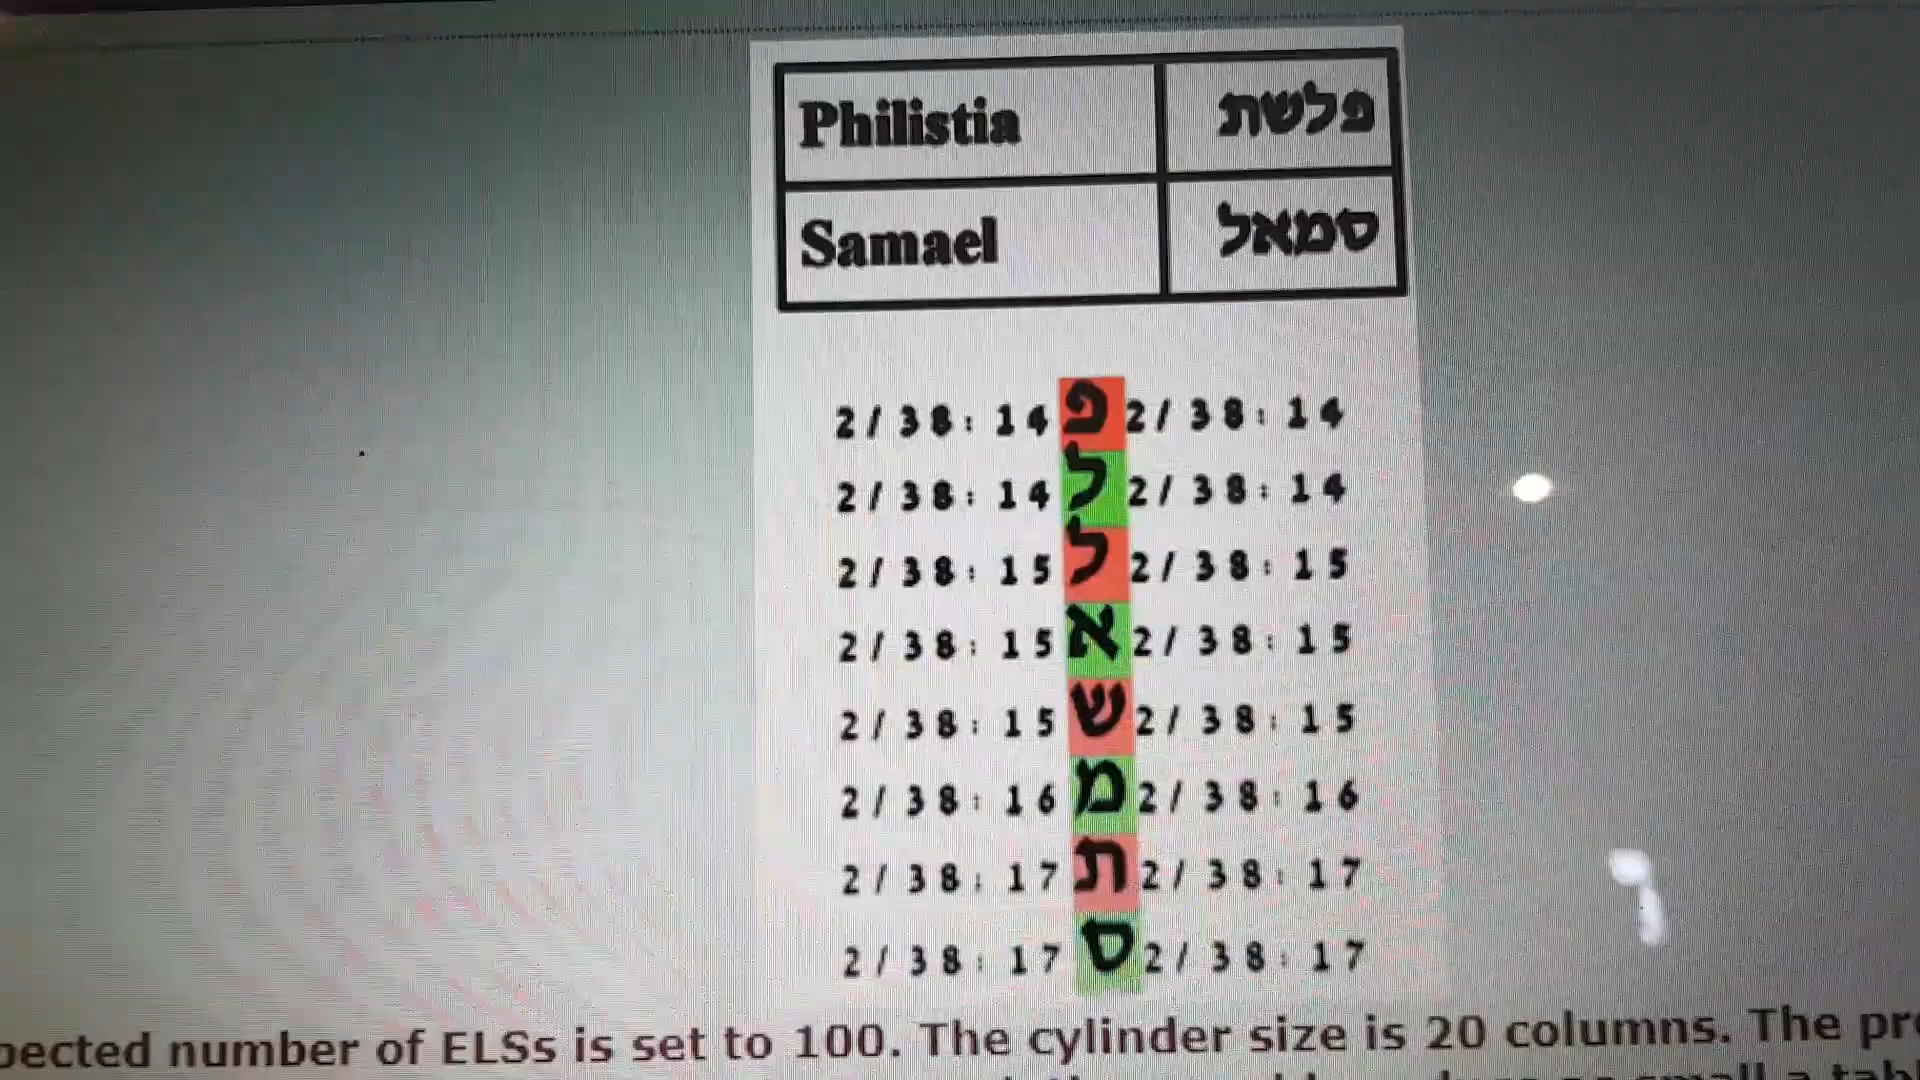 Philistia פלשת
Samael סמאל
2/38:14 פ 2/38:14
2/38:14 ל 2/38:14
2/38:15 ל 2/38:15
2/38:15 א 2/38:15
2/38:15 ש 2/38:15
2/38:16 מ 2/38:16
2/38:17 ת 2/38:17
2/38:17 ס 2/38:17
number of ELSs is set to 100. The cylinder size is 20 columns. The